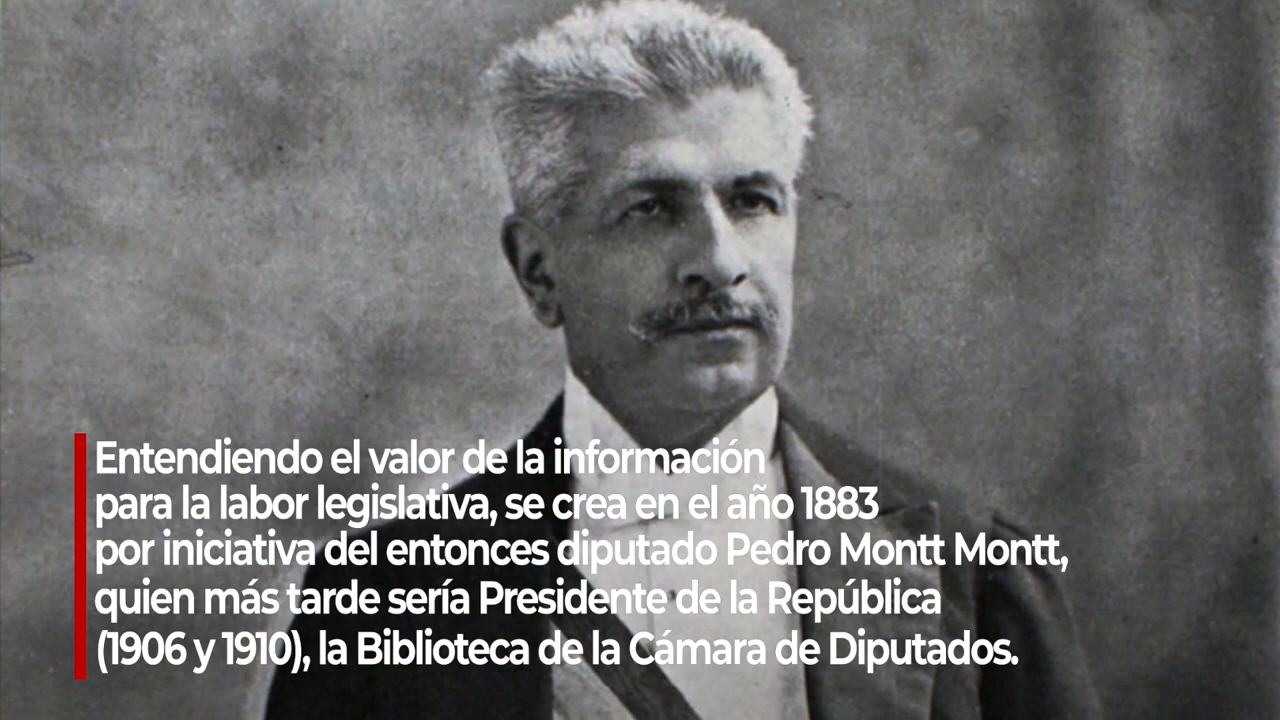 Entendiendo el valor de la información
para la labor legislativa, se crea en el año 1883
por iniciativa del entonces diputado Pedro Montt Montt,
quien más tarde sería Presidente de la República
(1906 y 1910), la Biblioteca de la Cámara de Diputados.